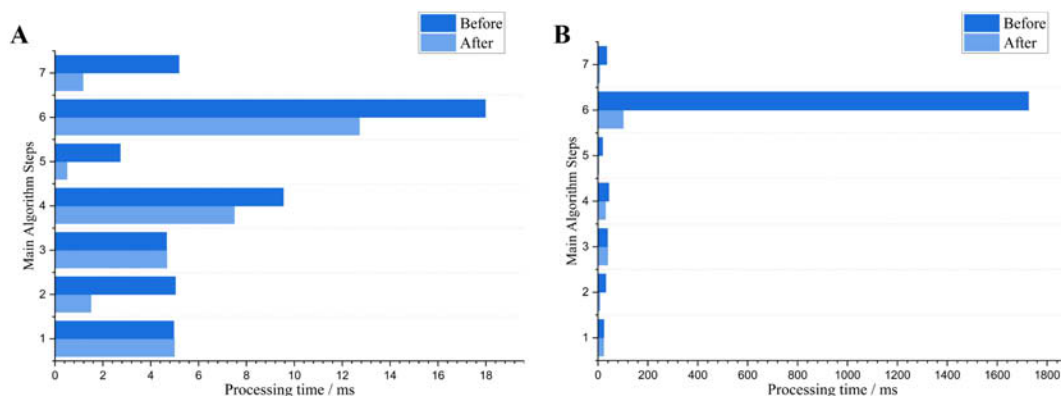 A
Before
After
7
6
5
4
3
2
1
Main Algorithm Steps
0 2 4 6 8 10 12 14 16 18
Processing time / ms
B
Before
After
7
6
5
4
3
2
1
Main Algorithm Steps
0 200 400 600 800 1000 1200 1400 1600 1800
Processing time / ms